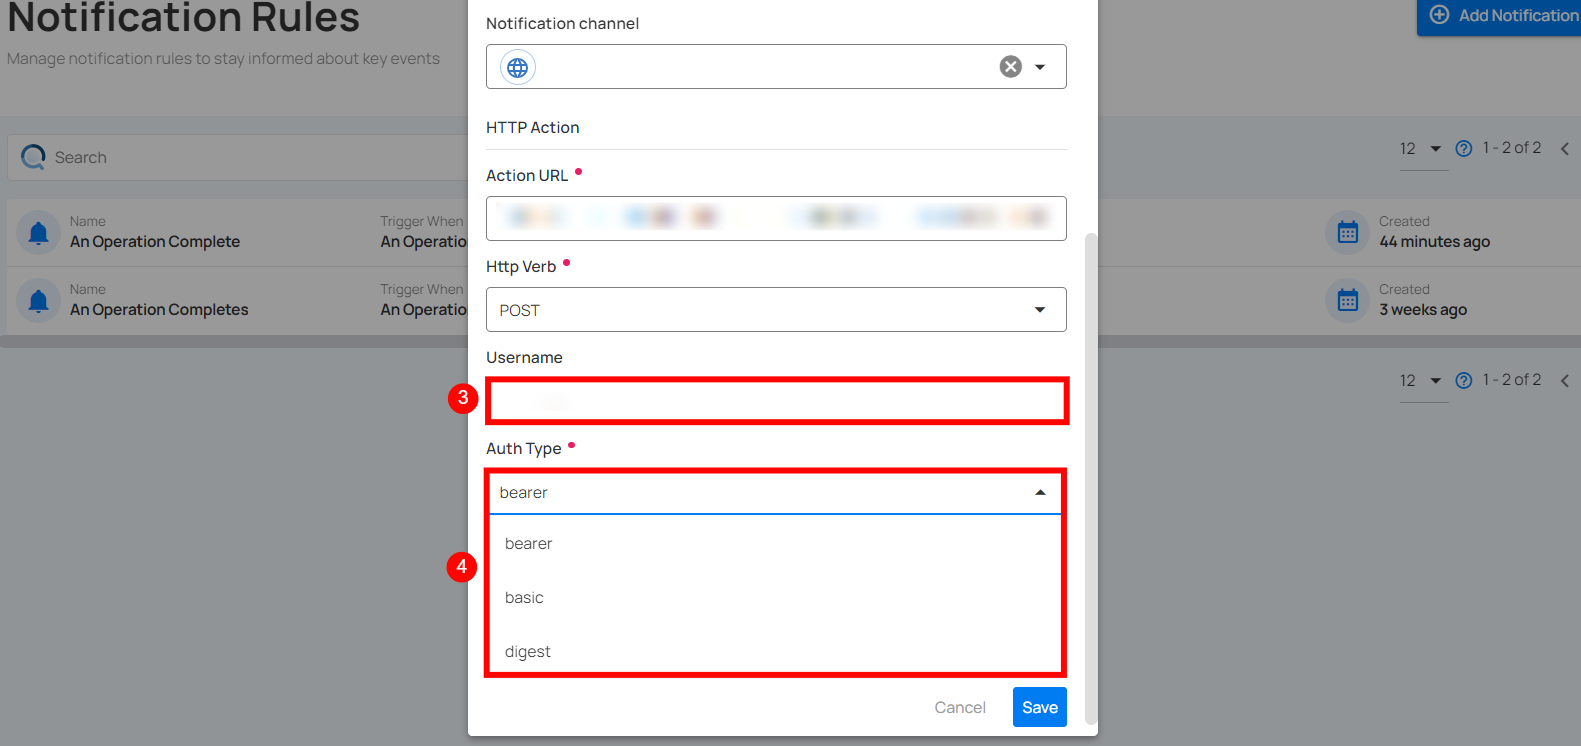 Notification Rules
Manage notification rules to stay informed about key events
Add Notification
Search
12
1 - 2 of 2
Name
An Operation Complete
Trigger When
An Operatio
Created
44 minutes ago
Name
An Operation Completes
Trigger When
An Operatio
Created
3 weeks ago
12
1 - 2 of 2
Notification channel
HTTP Action
Action URL
Http Verb
POST
Username
3
Auth Type
bearer
4
bearer
basic
digest
Cancel
Save